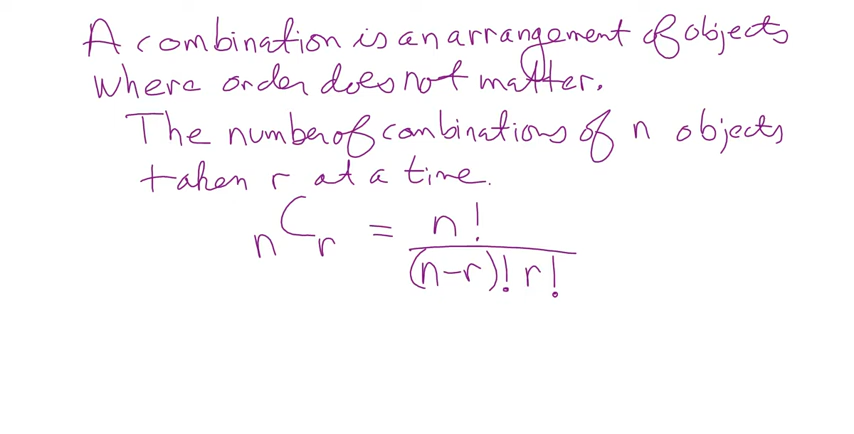 A combination is an arrangement of objects
where order does not matter.
The number of combinations of n objects
taken r at a time.
nCr = n! / (n-r)! r!